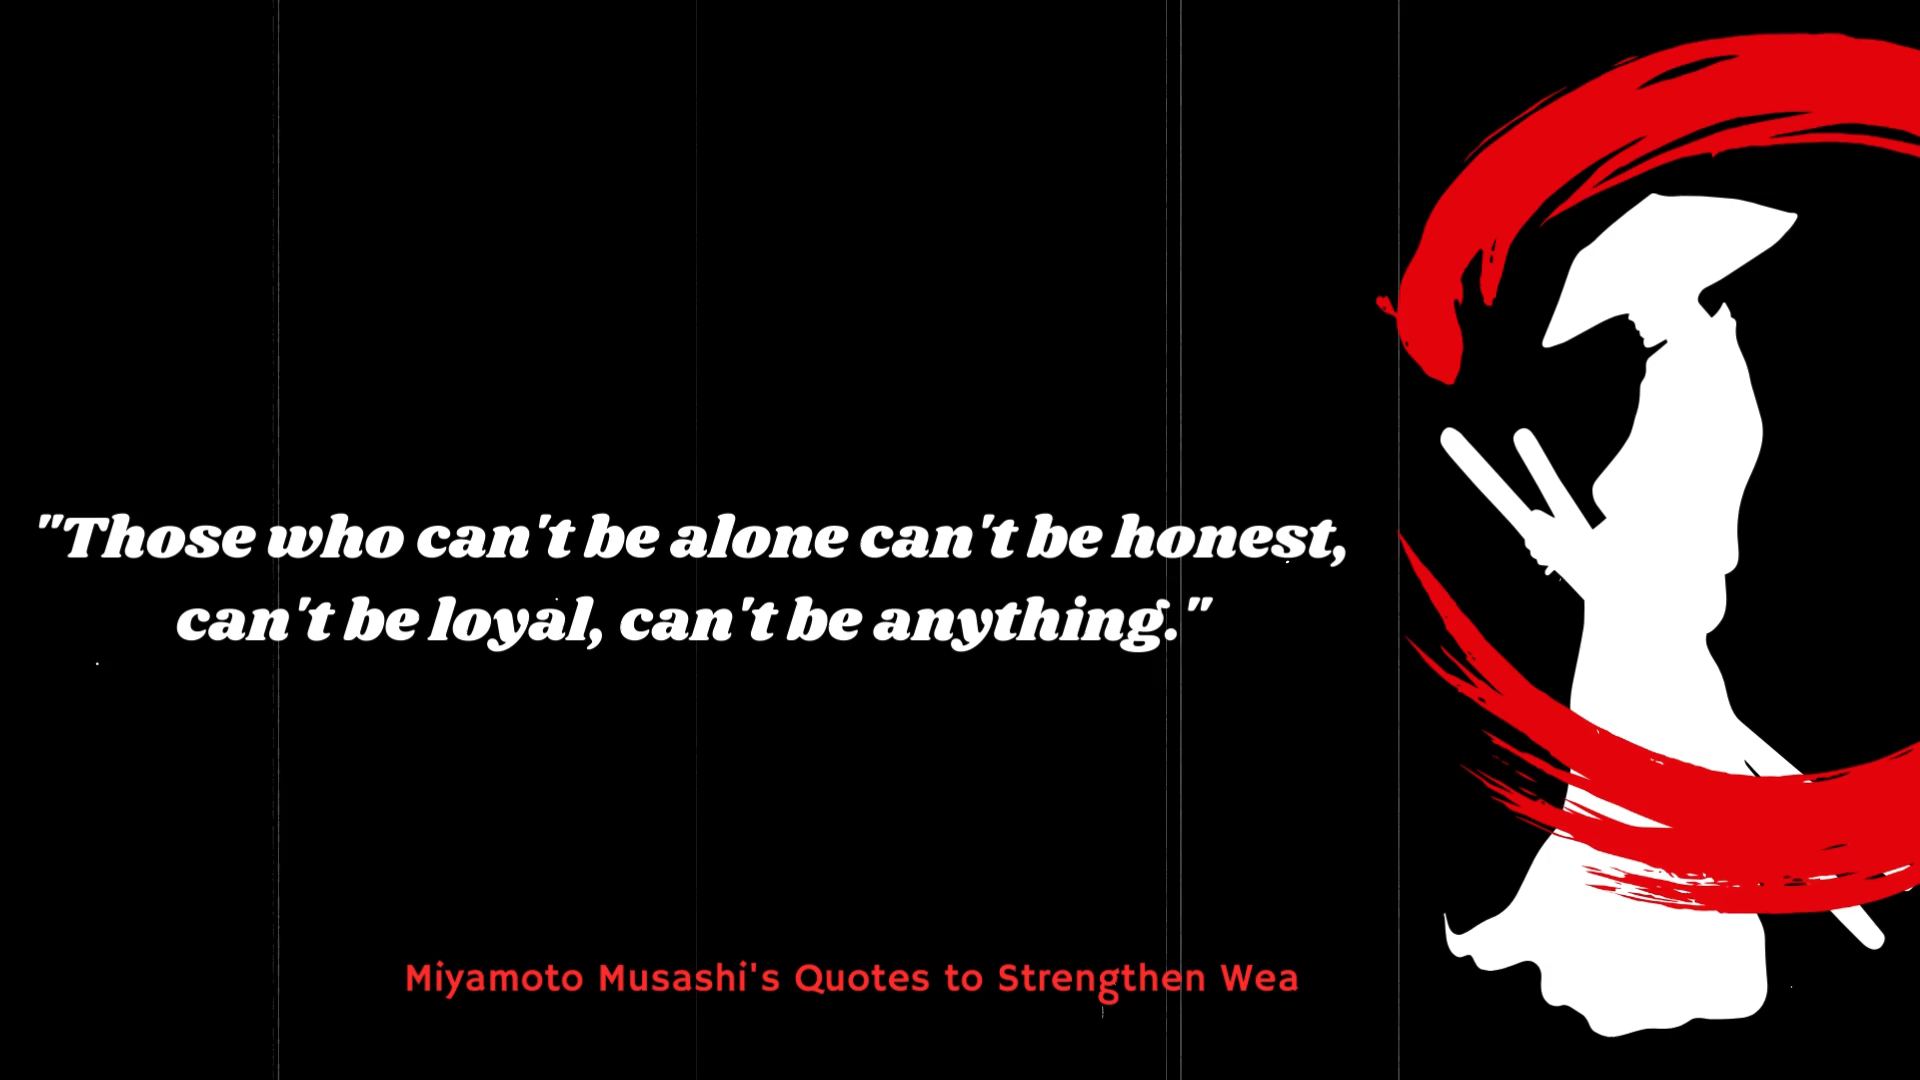 "Those who can't be alone can't be honest,
can't be loyal, can't be anything."
Miyamoto Musashi's Quotes to Strengthen Wea